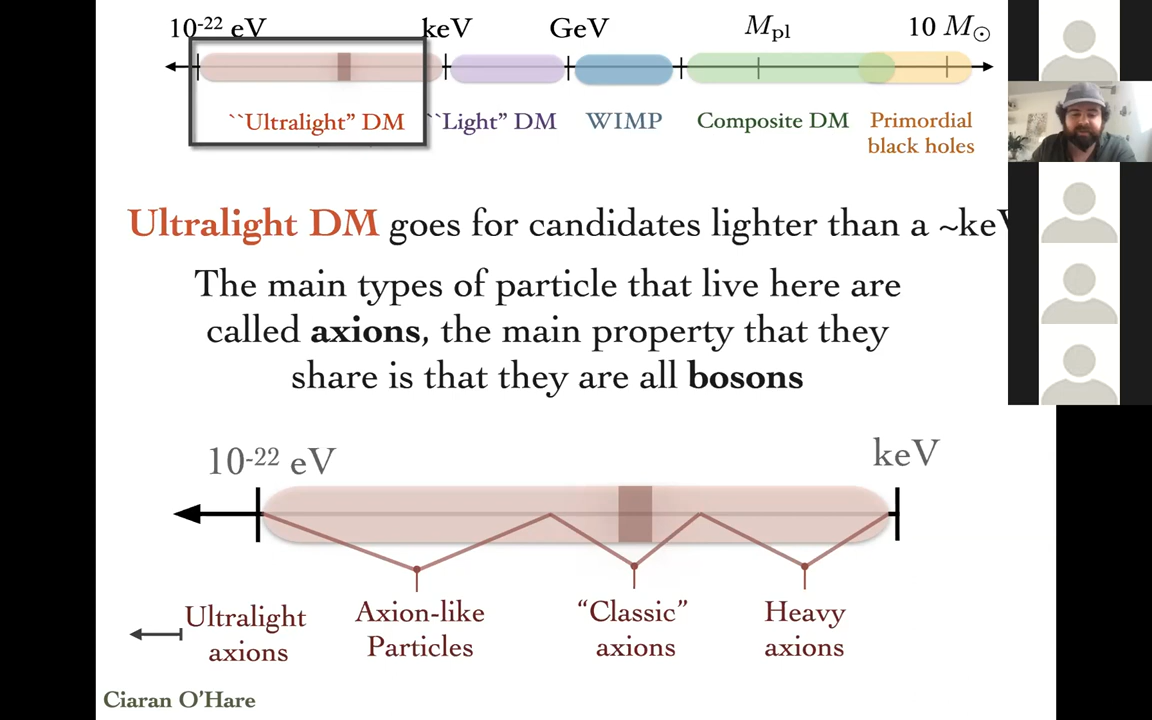 10-22 eV keV GeV Mpl 10 M☉
``Ultralight” DM ``Light” DM WIMP Composite DM Primordial
black holes
Ultralight DM goes for candidates lighter than a ~keV
The main types of particle that live here are
called axions, the main property that they
share is that they are all bosons
10-22 eV keV
Ultralight
axions
Axion-like
Particles
“Classic”
axions
Heavy
axions
Ciaran O’Hare